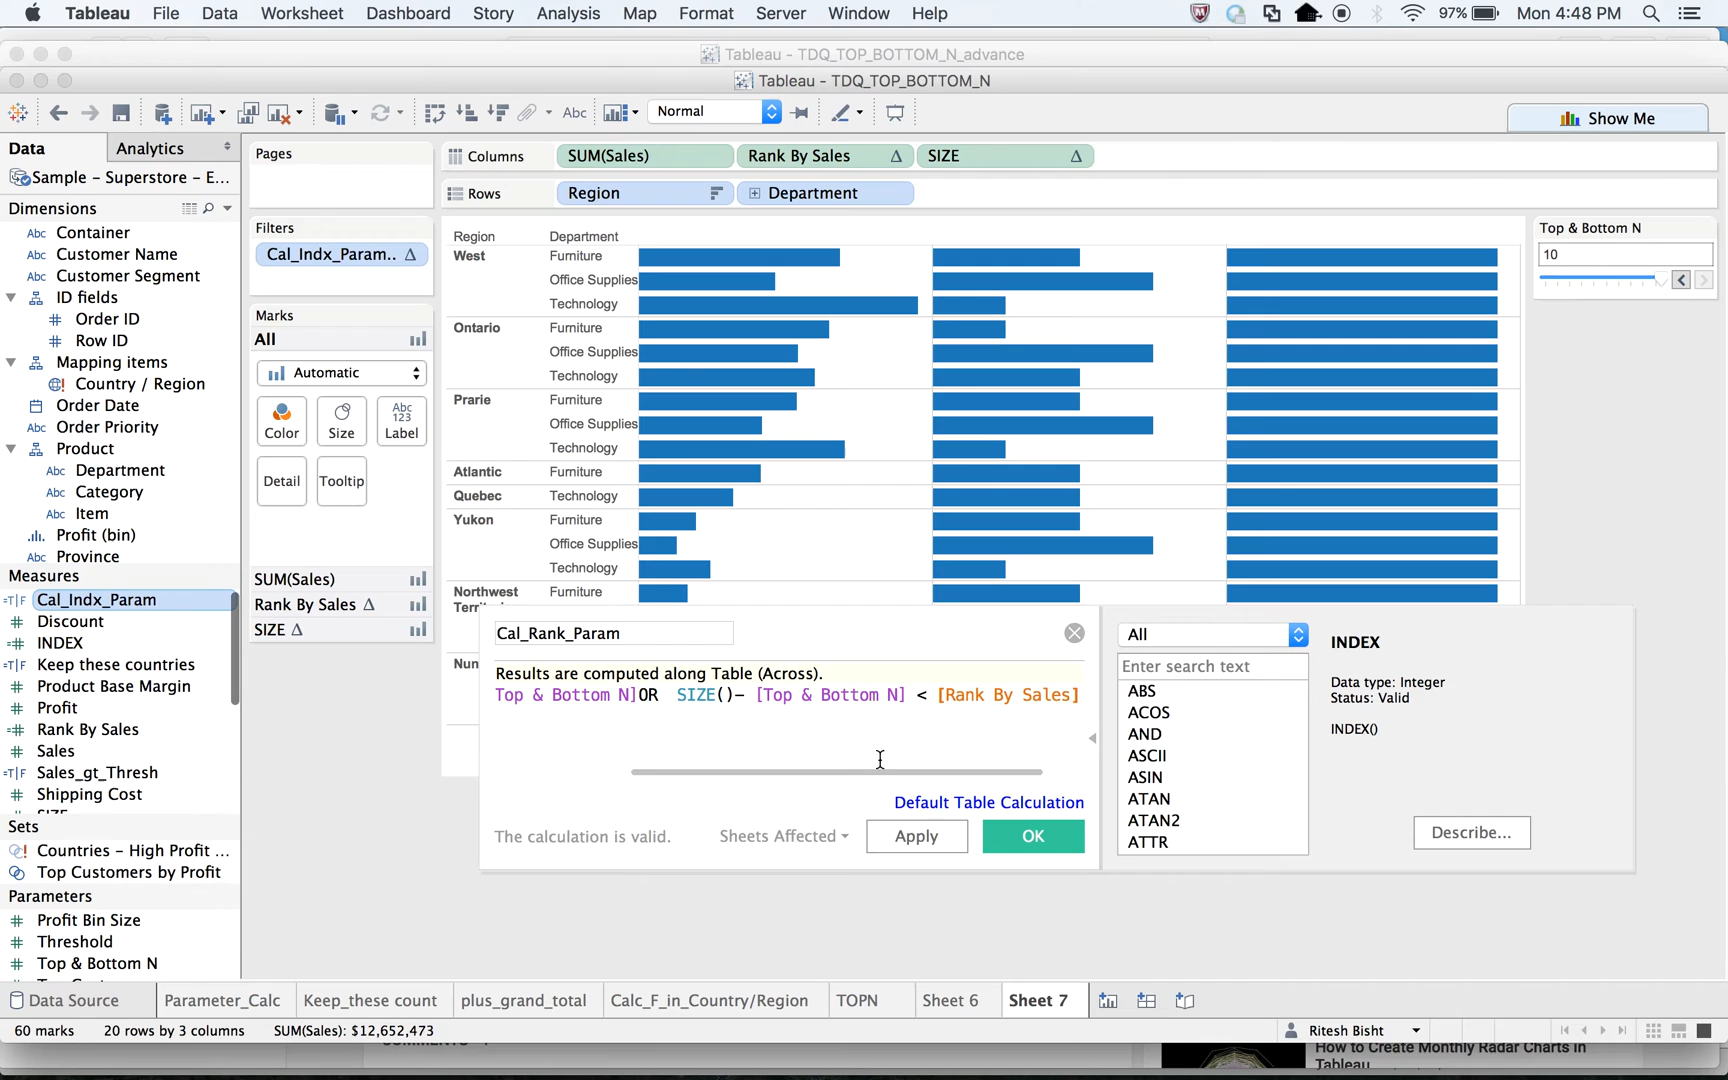 Tableau File Data Worksheet Dashboard Story Analysis Map Format Server Window Help 97% Mon 4:48 PM
Tableau - TDQ_TOP_BOTTOM_N_advance
Tableau - TDQ_TOP_BOTTOM_N
Abc Normal Show Me
Data Analytics
Sample - Superstore - E...
Dimensions
Abc Container
Abc Customer Name
Abc Customer Segment
ID fields
# Order ID
# Row ID
Mapping items
Country / Region
Order Date
Abc Order Priority
Product
Abc Department
Abc Category
Abc Item
Profit (bin)
Abc Province
Measures
=T|F Cal_Indx_Param
# Discount
=# INDEX
=T|F Keep these countries
# Product Base Margin
# Profit
=# Rank By Sales
# Sales
=T|F Sales_gt_Thresh
# Shipping Cost
Sets
Countries - High Profit ...
Top Customers by Profit
Parameters
# Profit Bin Size
# Threshold
# Top & Bottom N
Pages
Filters
Cal_Indx_Param.. Δ
Marks
All
Automatic
Color
Size
Abc
123
Label
Detail
Tooltip
SUM(Sales)
Rank By Sales Δ
SIZE Δ
Columns SUM(Sales) Rank By Sales Δ SIZE Δ
Rows Region Department
Region Department
West Furniture
Office Supplies
Technology
Ontario Furniture
Office Supplies
Technology
Prarie Furniture
Office Supplies
Technology
Atlantic Furniture
Quebec Technology
Yukon Furniture
Office Supplies
Technology
Northwest Furniture
Nun
Top & Bottom N
10
Cal_Rank_Param
Results are computed along Table (Across).
Top & Bottom N]OR SIZE()- [Top & Bottom N] < [Rank By Sales]
Default Table Calculation
The calculation is valid. Sheets Affected Apply OK
All
Enter search text
ABS
ACOS
AND
ASCII
ASIN
ATAN
ATAN2
ATTR
INDEX
Data type: Integer
Status: Valid
INDEX()
Describe...
Data Source Parameter_Calc Keep_these count plus_grand_total Calc_F_in_Country/Region TOPN Sheet 6 Sheet 7
60 marks 20 rows by 3 columns SUM(Sales): $12,652,473 Ritesh Bisht
How to Create Monthly Radar Charts in
Tableau